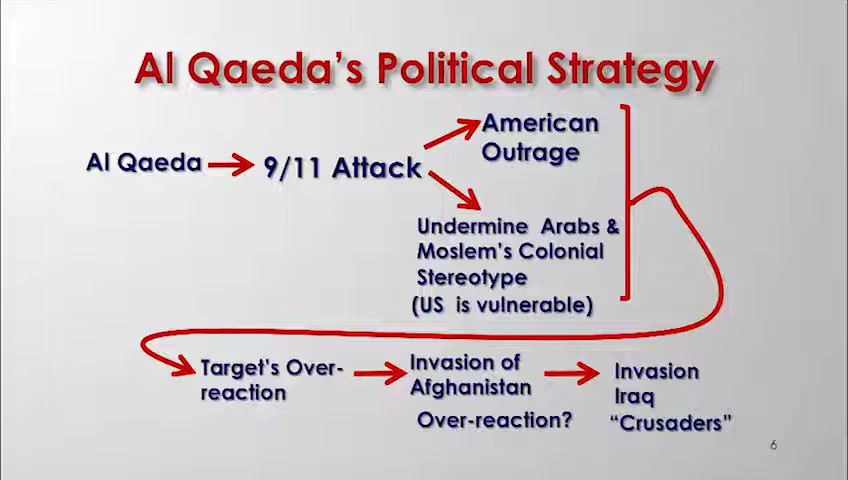 Al Qaeda's Political Strategy
Al Qaeda
9/11 Attack
American
Outrage
Undermine Arabs &
Moslem's Colonial
Stereotype
(US is vulnerable)
Target's Over-
reaction
Invasion of
Afghanistan
Over-reaction?
Invasion
Iraq
"Crusaders"
6